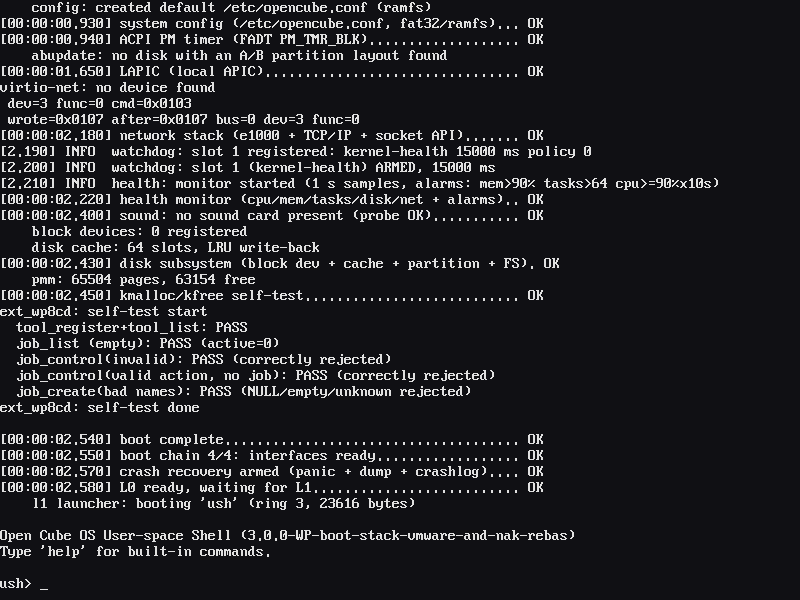 config: created default /etc/opencube.conf (ramfs)
[00:00:00.930] system config (/etc/opencube.conf, fat32/ramfs)... OK
[00:00:00.940] ACPI PM timer (FADT PM_TMR_BLK)................... OK
abupdate: no disk with an A/B partition layout found
[00:00:01.650] LAPIC (local APIC)................................ OK
virtio-net: no device found
dev=3 func=0 cmd=0x0103
wrote=0x0107 after=0x0107 bus=0 dev=3 func=0
[00:00:02.180] network stack (e1000 + TCP/IP + socket API)....... OK
[2.190] INFO  watchdog: slot 1 registered: kernel-health 15000 ms policy 0
[2.200] INFO  watchdog: slot 1 (kernel-health) ARMED, 15000 ms
[2.210] INFO  health: monitor started (1 s samples, alarms: mem>90% tasks>64 cpu>=90%x10s)
[00:00:02.220] health monitor (cpu/mem/tasks/disk/net + alarms).. OK
[00:00:02.400] sound: no sound card present (probe OK)........... OK
block devices: 0 registered
disk cache: 64 slots, LRU write-back
[00:00:02.430] disk subsystem (block dev + cache + partition + FS). OK
pmm: 65504 pages, 63154 free
[00:00:02.450] kmalloc/kfree self-test........................... OK
ext_wp8cd: self-test start
tool_register+tool_list: PASS
job_list (empty): PASS (active=0)
job_control(invalid): PASS (correctly rejected)
job_control(valid action, no job): PASS (correctly rejected)
job_create(bad names): PASS (NULL/empty/unknown rejected)
ext_wp8cd: self-test done
[00:00:02.540] boot complete..................................... OK
[00:00:02.550] boot chain 4/4: interfaces ready.................. OK
[00:00:02.570] crash recovery armed (panic + dump + crashlog).... OK
[00:00:02.580] L0 ready, waiting for L1.......................... OK
l1 launcher: booting 'ush' (ring 3, 23616 bytes)
Open Cube OS User-space Shell (3.0.0-WP-boot-stack-vmware-and-nak-rebas)
Type 'help' for built-in commands.
ush> _